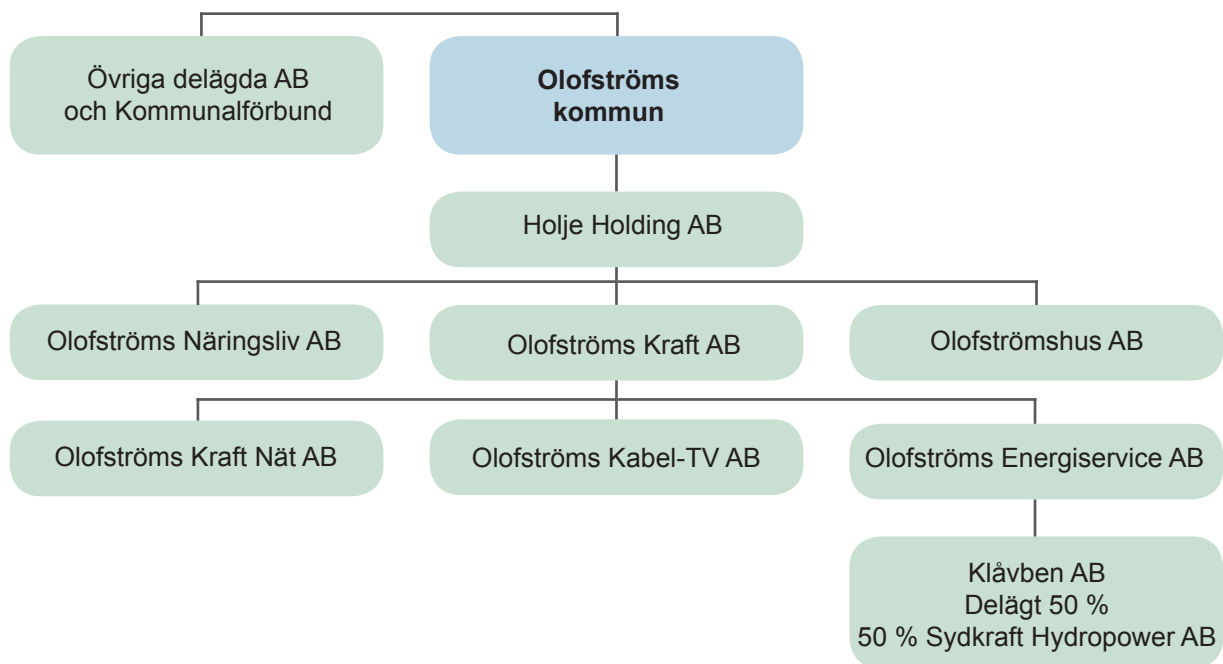 Övriga delägda AB
och Kommunalförbund
Olofströms
kommun
Holje Holding AB
Olofströms Näringsliv AB
Olofströms Kraft AB
Olofströmshus AB
Olofströms Kraft Nät AB
Olofströms Kabel-TV AB
Olofströms Energiservice AB
Klåvben AB
Delägt 50 %
50 % Sydkraft Hydropower AB